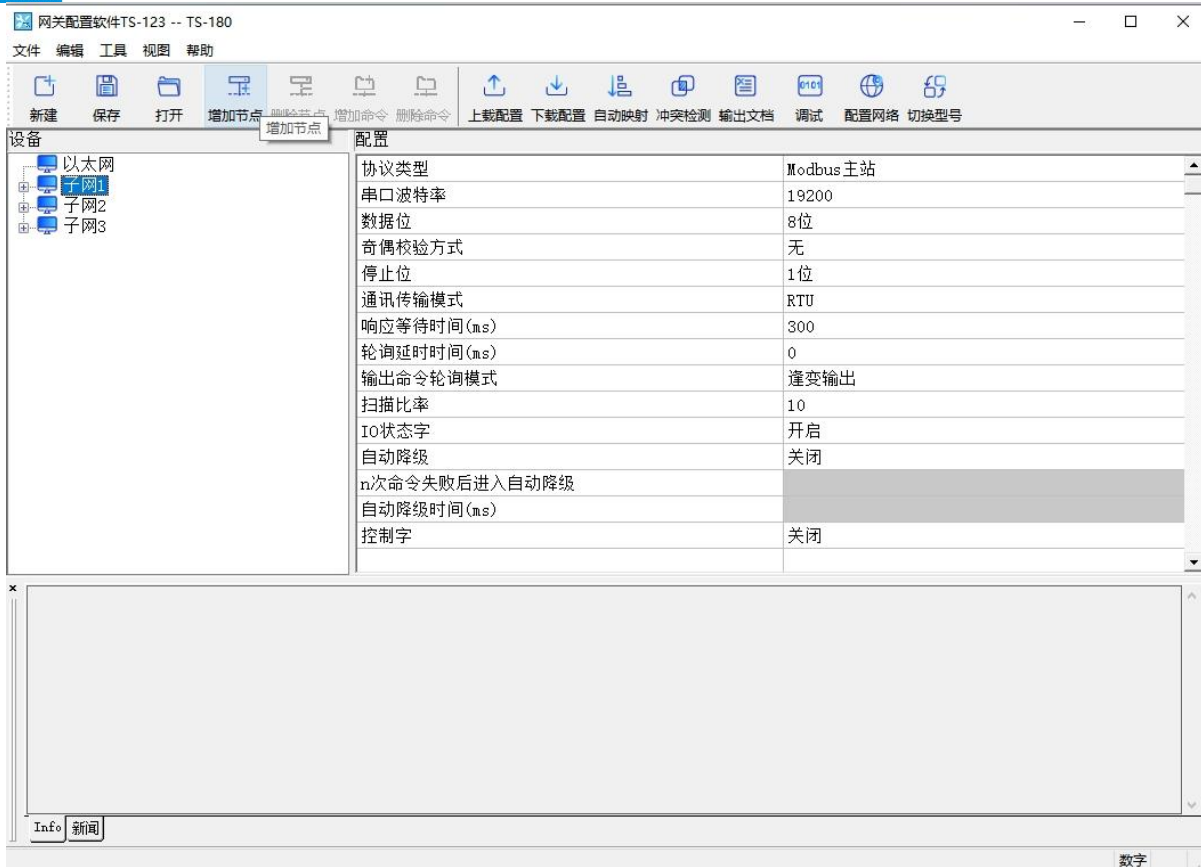 网关配置软件TS-123 -- TS-180
文件 编辑 工具 视图 帮助
新建 保存 打开 增加节点 删除节点 增加命令 删除命令 上载配置 下载配置 自动映射 冲突检测 输出文档 调试 配置网络 切换型号
增加节点
设备
以太网
子网1
子网2
子网3
配置
协议类型 Modbus主站
串口波特率 19200
数据位 8位
奇偶校验方式 无
停止位 1位
通讯传输模式 RTU
响应等待时间(ms) 300
轮询延时时间(ms) 0
输出命令轮询模式 逢变输出
扫描比率 10
IO状态字 开启
自动降级 关闭
n次命令失败后进入自动降级
自动降级时间(ms)
控制字 关闭
Info 新闻
数字